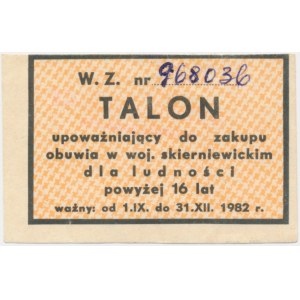 W. Z. nr 968036
TALON
upoważniający do zakupu
obuwia w woj. skierniewickim
dla ludności
powyżej 16 lat
ważny: od 1.IX. do 31.XII. 1982 r.